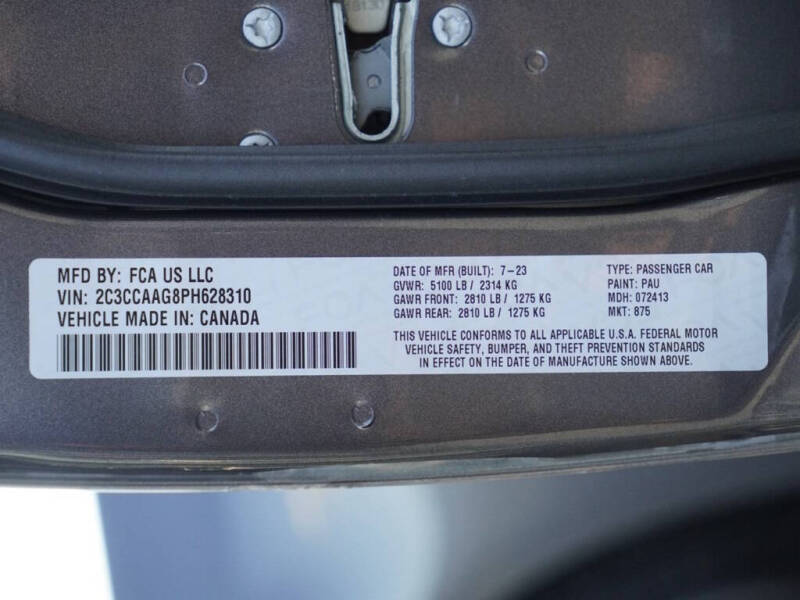 MFD BY: FCA US LLC
VIN: 2C3CCAAG8PH628310
VEHICLE MADE IN: CANADA
DATE OF MFR (BUILT): 7-23
GVWR: 5100 LB / 2314 KG
GAWR FRONT: 2810 LB / 1275 KG
GAWR REAR: 2810 LB / 1275 KG
TYPE: PASSENGER CAR
PAINT: PAU
MDH: 072413
MKT: 875
THIS VEHICLE CONFORMS TO ALL APPLICABLE U.S.A. FEDERAL MOTOR
VEHICLE SAFETY, BUMPER, AND THEFT PREVENTION STANDARDS
IN EFFECT ON THE DATE OF MANUFACTURE SHOWN ABOVE.